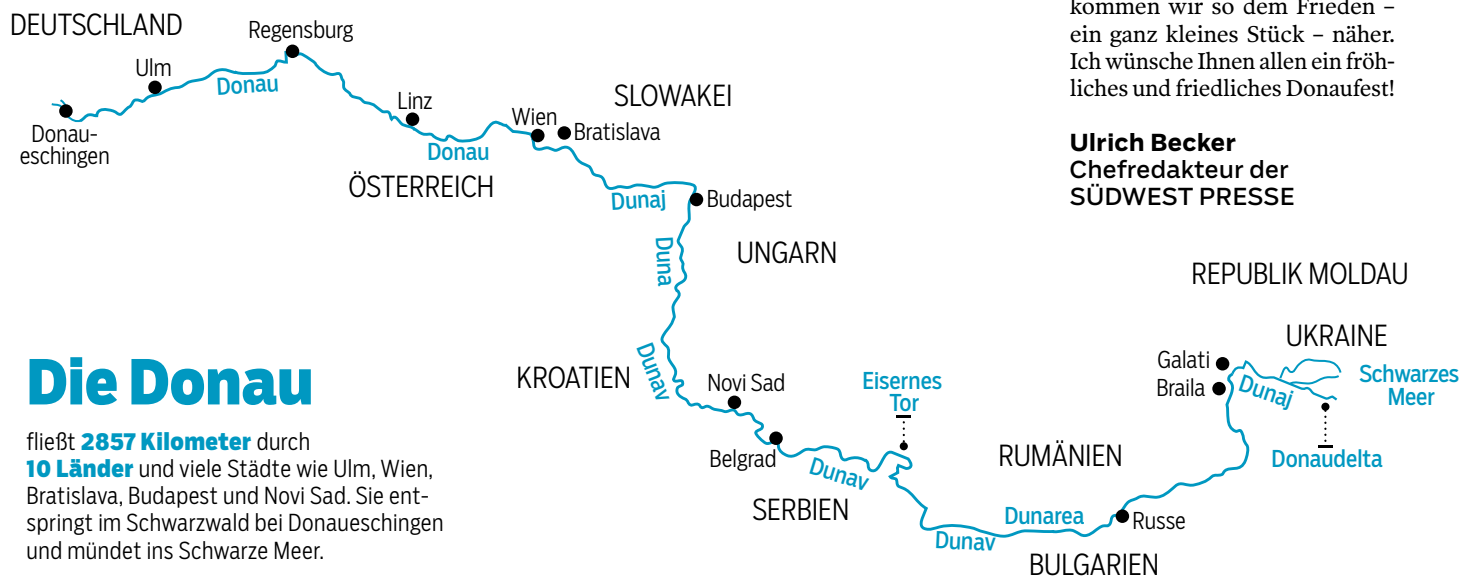 kommen wir so dem Frieden –
ein ganz kleines Stück – näher.
Ich wünsche Ihnen allen ein fröh-
liches und friedliches Donaufest!
Ulrich Becker
Chefredakteur der
SÜDWEST PRESSE
DEUTSCHLAND
Regensburg
Ulm
Donau
Donau-
eschingen
Linz
Wien
SLOWAKEI
Bratislava
Donau
ÖSTERREICH
Dunaj
Budapest
Duna
UNGARN
REPUBLIK MOLDAU
UKRAINE
KROATIEN
Dunav
Novi Sad
Eisernes
Tor
Galati
Braila
Dunaj
Schwarzes
Meer
Belgrad
Dunav
SERBIEN
RUMÄNIEN
Donaudelta
Dunarea
Dunav
Russe
BULGARIEN
Die Donau
fließt 2857 Kilometer durch
10 Länder und viele Städte wie Ulm, Wien,
Bratislava, Budapest und Novi Sad. Sie ent-
springt im Schwarzwald bei Donaueschingen
und mündet ins Schwarze Meer.